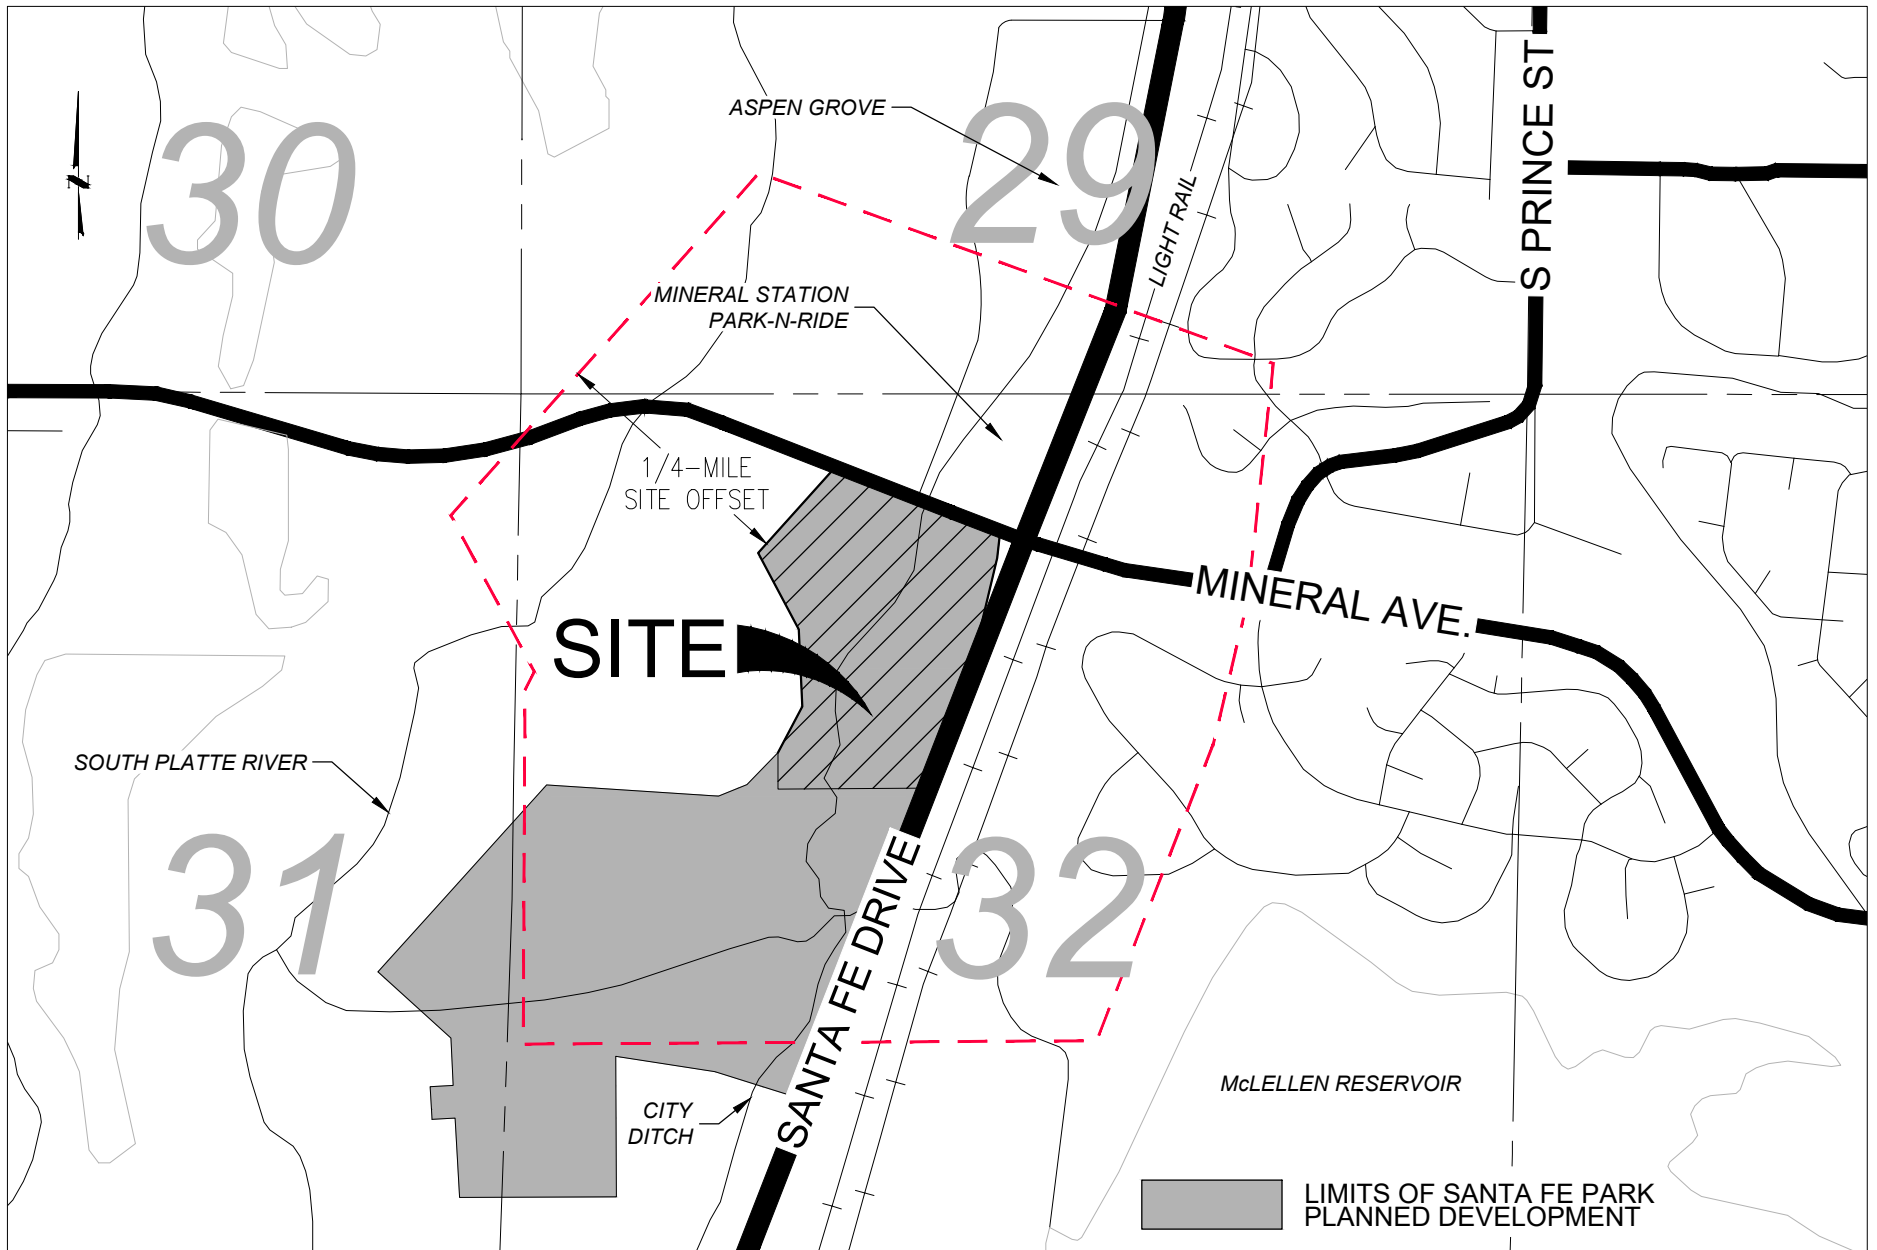 30
29
ASPEN GROVE
S PRINCE ST
N
LIGHT RAIL
MINERAL STATION
PARK-N-RIDE
1/4-MILE
SITE OFFSET
MINERAL AVE.
SITE
SOUTH PLATTE RIVER
31
32
SANTA FE DRIVE
McLELLEN RESERVOIR
CITY
DITCH
LIMITS OF SANTA FE PARK
PLANNED DEVELOPMENT